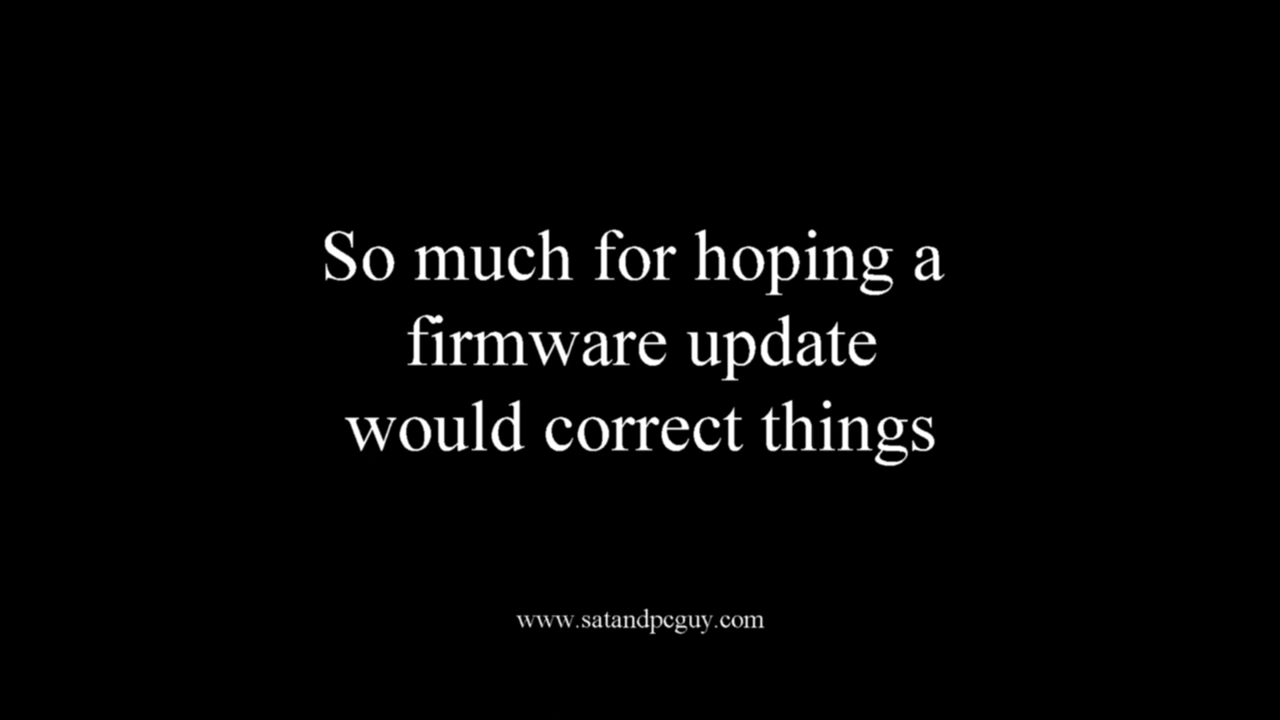 So much for hoping a
firmware update
would correct things
www.satandpcguy.com